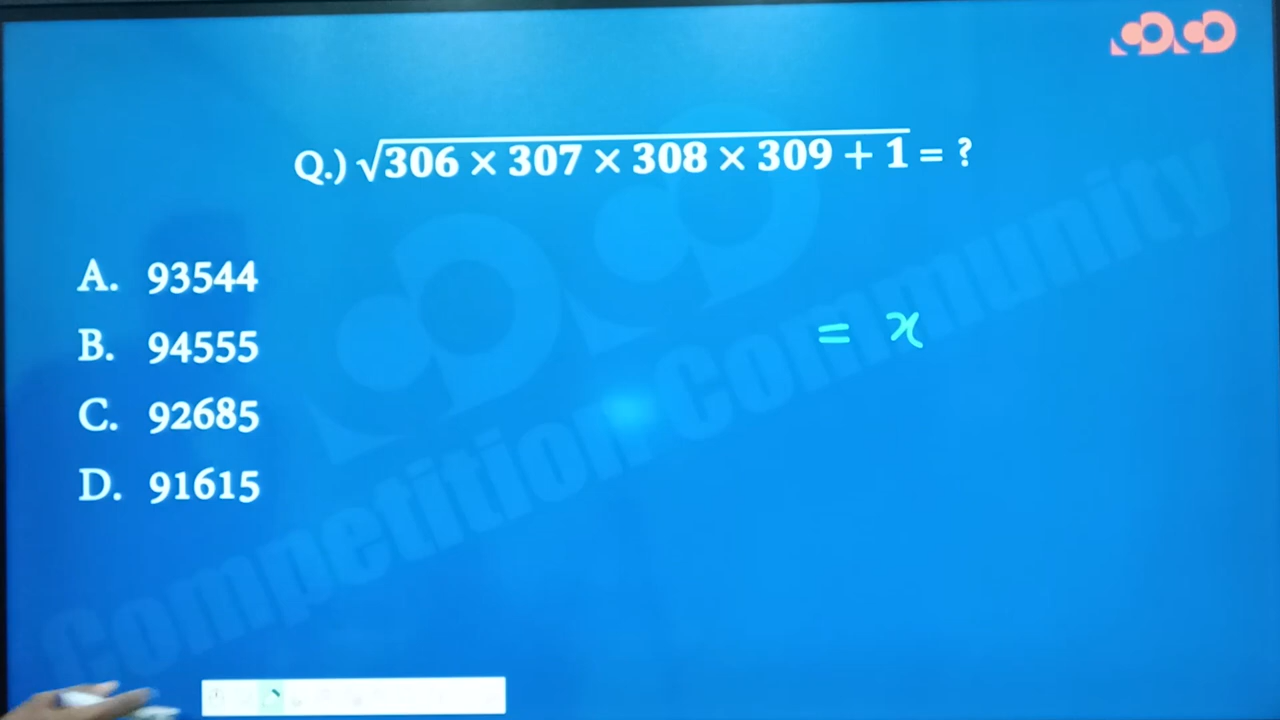 Q.) √306 × 307 × 308 × 309 + 1 = ?
A. 93544
B. 94555
C. 92685
D. 91615
= x
Competition Community